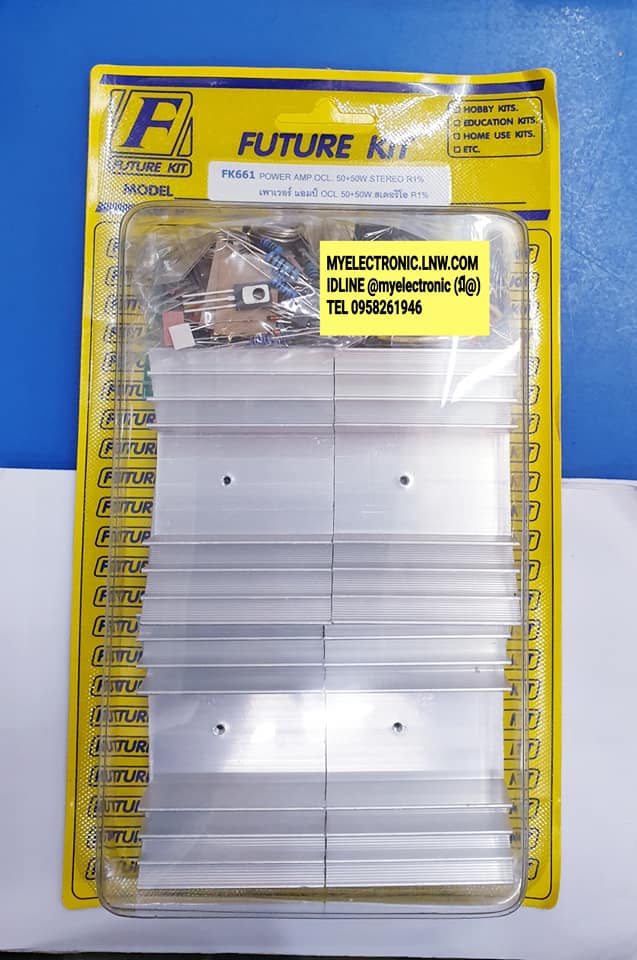 F
FUTURE KIT
MODEL
FUTURE KIT
HOBBY KITS.
EDUCATION KITS.
HOME USE KITS.
ETC.
FK661 POWER AMP.OCL. 50+50W.STEREO R1%
เพาเวอร์ แอมป์ OCL 50+50W.สเตอริโอ R1%
MYELECTRONIC.LNW.COM
IDLINE @myelectronic (มี@)
TEL 0958261946